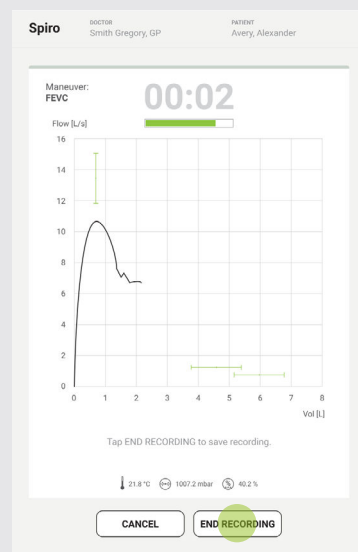 Spiro
DOCTOR
Smith Gregory, GP
PATIENT
Avery, Alexander
Maneuver:
FEVC
00:02
Flow [L/s]
16
14
12
10
8
6
4
2
0
0 1 2 3 4 5 6 7 8
Vol [L]
Tap END RECORDING to save recording.
21.8 °C 1007.2 mbar 40.2 %
CANCEL END RECORDING